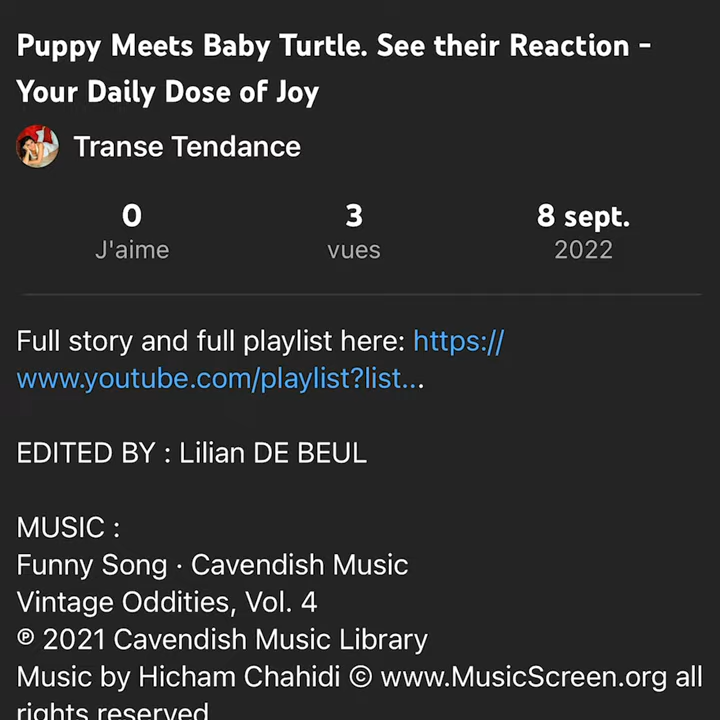 Puppy Meets Baby Turtle. See their Reaction -
Your Daily Dose of Joy
Transe Tendance
0 3 8 sept.
J'aime vues 2022
Full story and full playlist here: https://
www.youtube.com/playlist?list...
EDITED BY : Lilian DE BEUL
MUSIC :
Funny Song · Cavendish Music
Vintage Oddities, Vol. 4
℗ 2021 Cavendish Music Library
Music by Hicham Chahidi © www.MusicScreen.org all
rights reserved